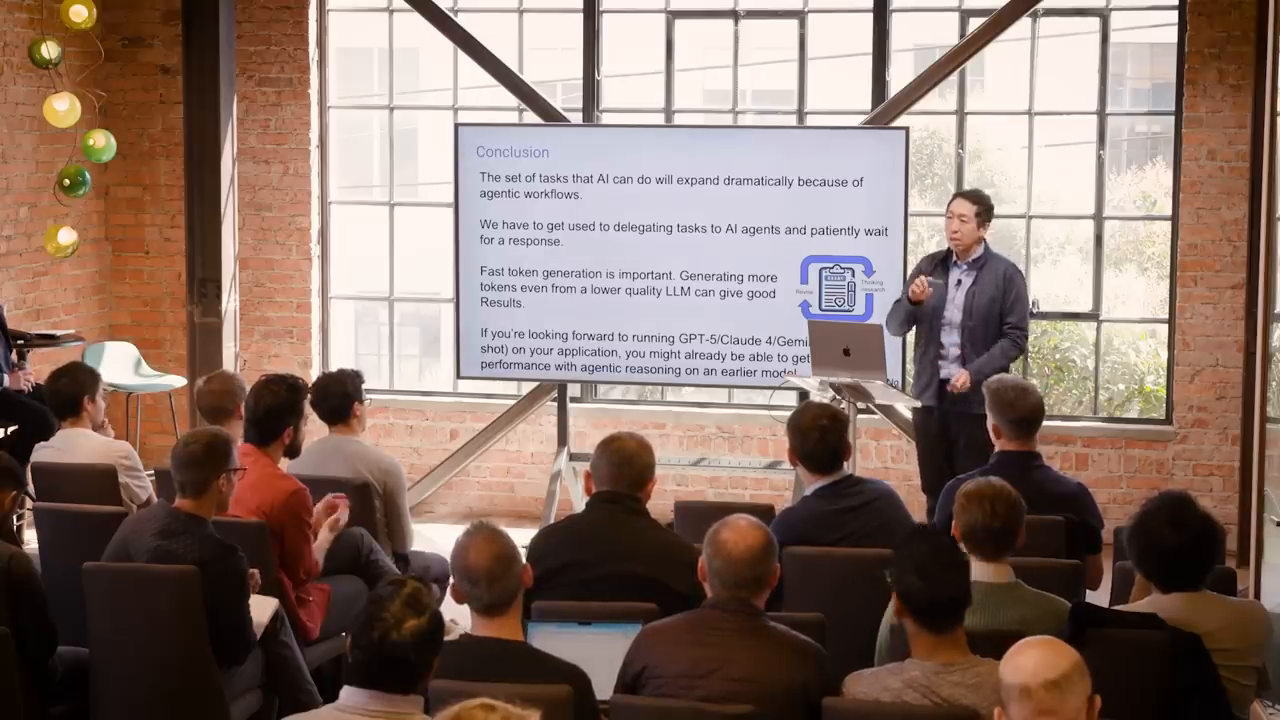 Conclusion
The set of tasks that AI can do will expand dramatically because of
agentic workflows.
We have to get used to delegating tasks to AI agents and patiently wait
for a response.
Fast token generation is important. Generating more
tokens even from a lower quality LLM can give good
Results.
ESSAY
Thinking
Revise
research
If you're looking forward to running GPT-5/Claude 4/Gemi
shot) on your application, you might already be able to get
performance with agentic reasoning on an earlier model.